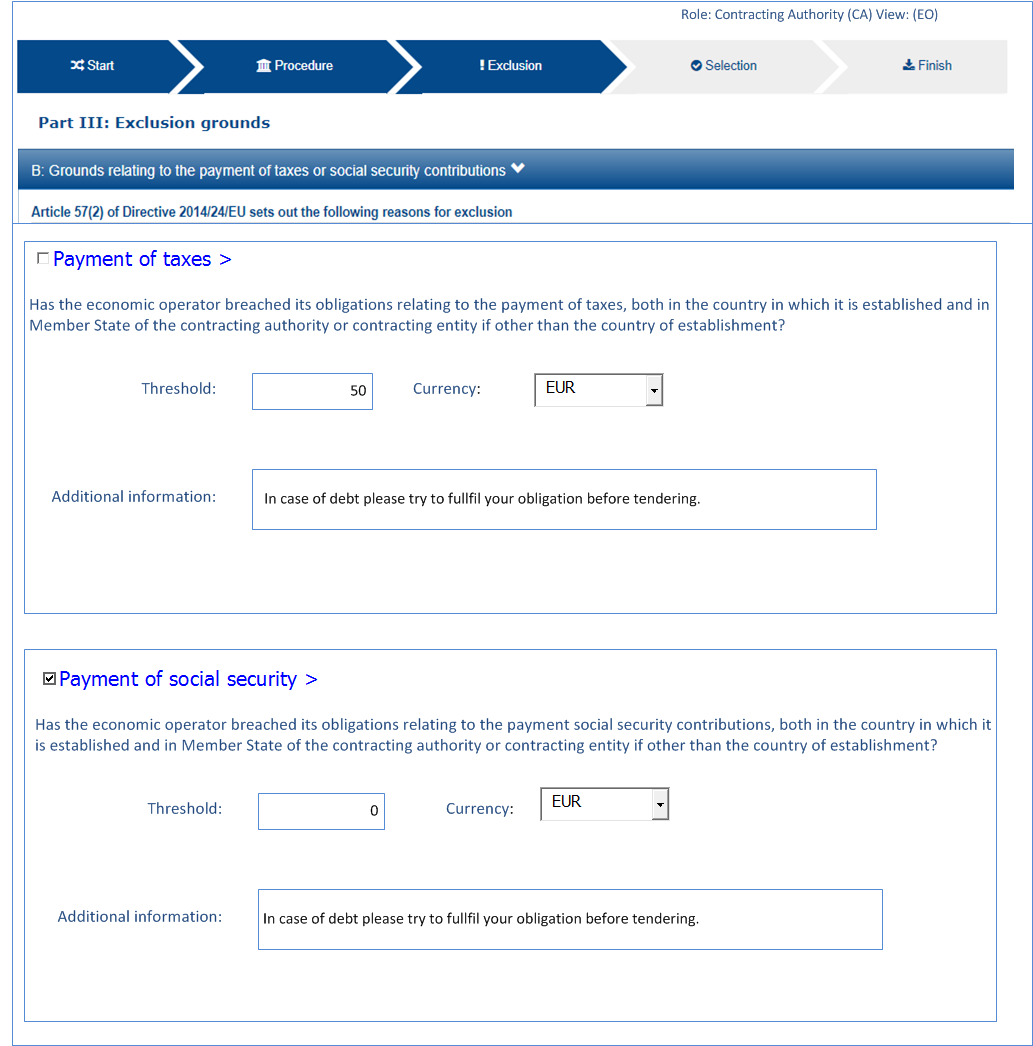 Role: Contracting Authority (CA) View: (EO)
Start
Procedure
! Exclusion
Selection
Finish
Part III: Exclusion grounds
B: Grounds relating to the payment of taxes or social security contributions
Article 57(2) of Directive 2014/24/EU sets out the following reasons for exclusion
Payment of taxes >
Has the economic operator breached its obligations relating to the payment of taxes, both in the country in which it is established and in
Member State of the contracting authority or contracting entity if other than the country of establishment?
Threshold: 50 Currency: EUR
Additional information: In case of debt please try to fullfil your obligation before tendering.
Payment of social security >
Has the economic operator breached its obligations relating to the payment social security contributions, both in the country in which it
is established and in Member State of the contracting authority or contracting entity if other than the country of establishment?
Threshold: 0 Currency: EUR
Additional information: In case of debt please try to fullfil your obligation before tendering.